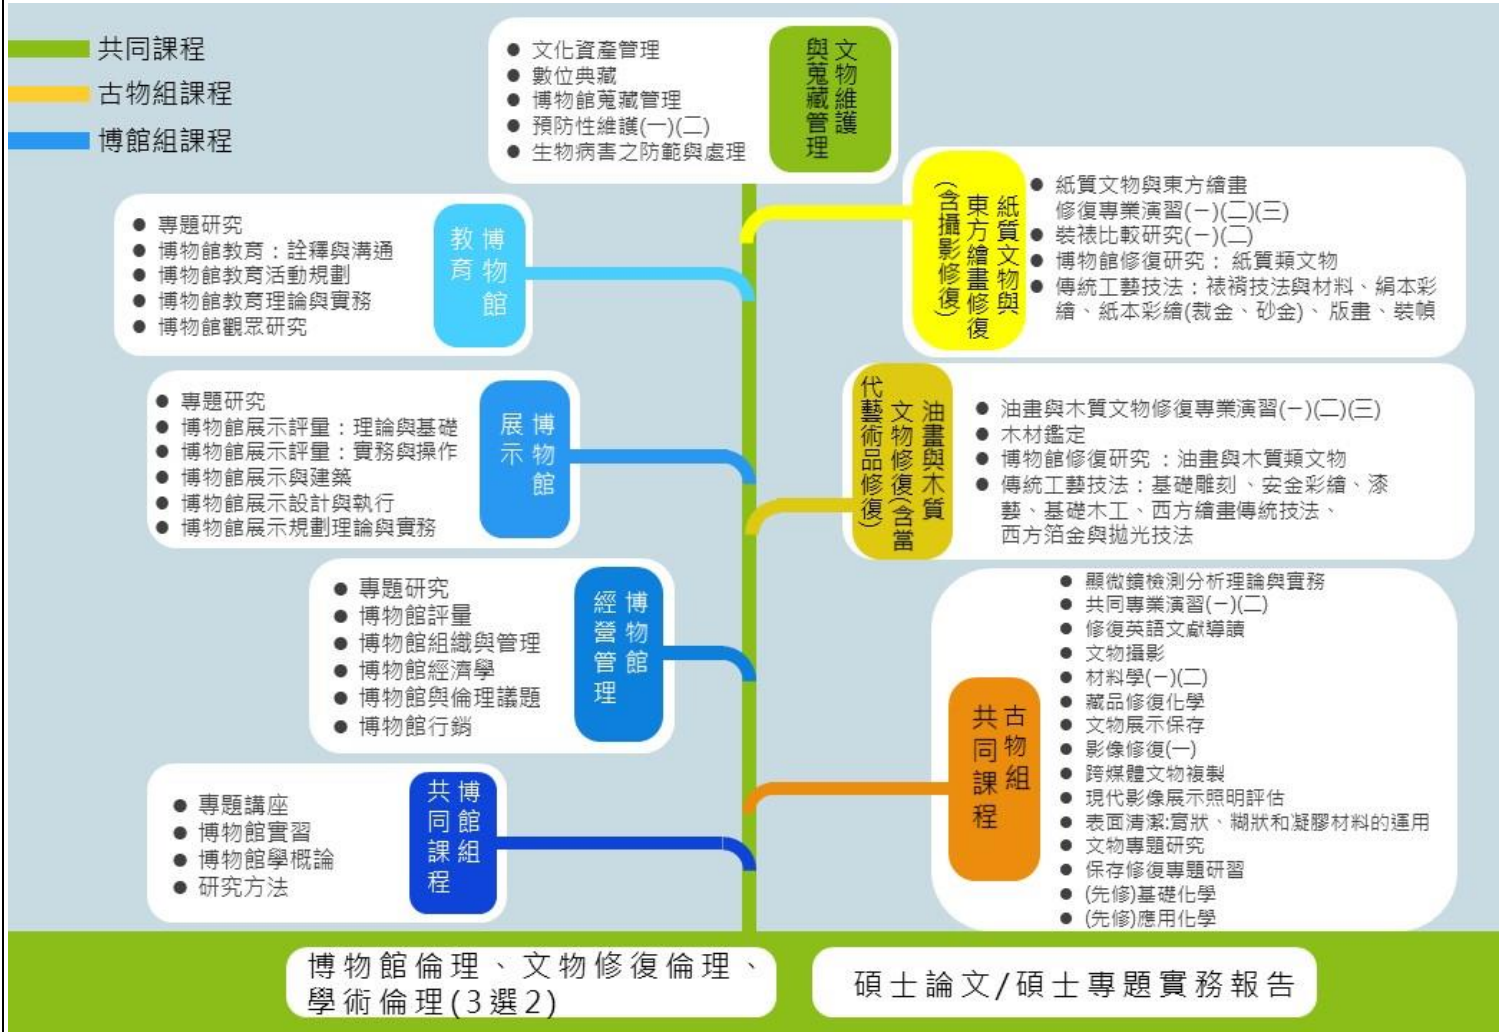 共同課程
古物組課程
博館組課程
文物維護
與蒐藏管理
● 文化資產管理
● 數位典藏
● 博物館蒐藏管理
● 預防性維護(一)(二)
● 生物病害之防範與處理
博物館
教育
● 專題研究
● 博物館教育：詮釋與溝通
● 博物館教育活動規劃
● 博物館教育理論與實務
● 博物館觀眾研究
紙質文物與
東方繪畫修復
(含攝影修復)
● 紙質文物與東方繪畫
修復專業演習(一)(二)(三)
● 裝裱比較研究(一)(二)
● 博物館修復研究： 紙質類文物
● 傳統工藝技法：裱褙技法與材料、絹本彩
繪、紙本彩繪(裁金、砂金)、版畫、裝幀
博物館
展示
● 專題研究
● 博物館展示評量：理論與基礎
● 博物館展示評量：實務與操作
● 博物館展示與建築
● 博物館展示設計與執行
● 博物館展示規劃理論與實務
油畫與木質
文物修復(含當
代藝術品修復)
● 油畫與木質文物修復專業演習(一)(二)(三)
● 木材鑑定
● 博物館修復研究 ：油畫與木質類文物
● 傳統工藝技法：基礎雕刻、安金彩繪、漆
藝、基礎木工、西方繪畫傳統技法、
西方箔金與拋光技法
博物館
經營管理
● 專題研究
● 博物館評量
● 博物館組織與管理
● 博物館經濟學
● 博物館與倫理議題
● 博物館行銷
古物組
共同課程
● 顯微鏡檢測分析理論與實務
● 共同專業演習(一)(二)
● 修復英語文獻導讀
● 文物攝影
● 材料學(一)(二)
● 藏品修復化學
● 文物展示保存
● 影像修復(一)
● 跨媒體文物複製
● 現代影像展示照明評估
● 表面清潔:膏狀、糊狀和凝膠材料的運用
● 文物專題研究
● 保存修復專題研習
● (先修)基礎化學
● (先修)應用化學
博館組
共同課程
● 專題講座
● 博物館實習
● 博物館學概論
● 研究方法
博物館倫理、文物修復倫理、
學術倫理(3選2)
碩士論文/碩士專題實務報告